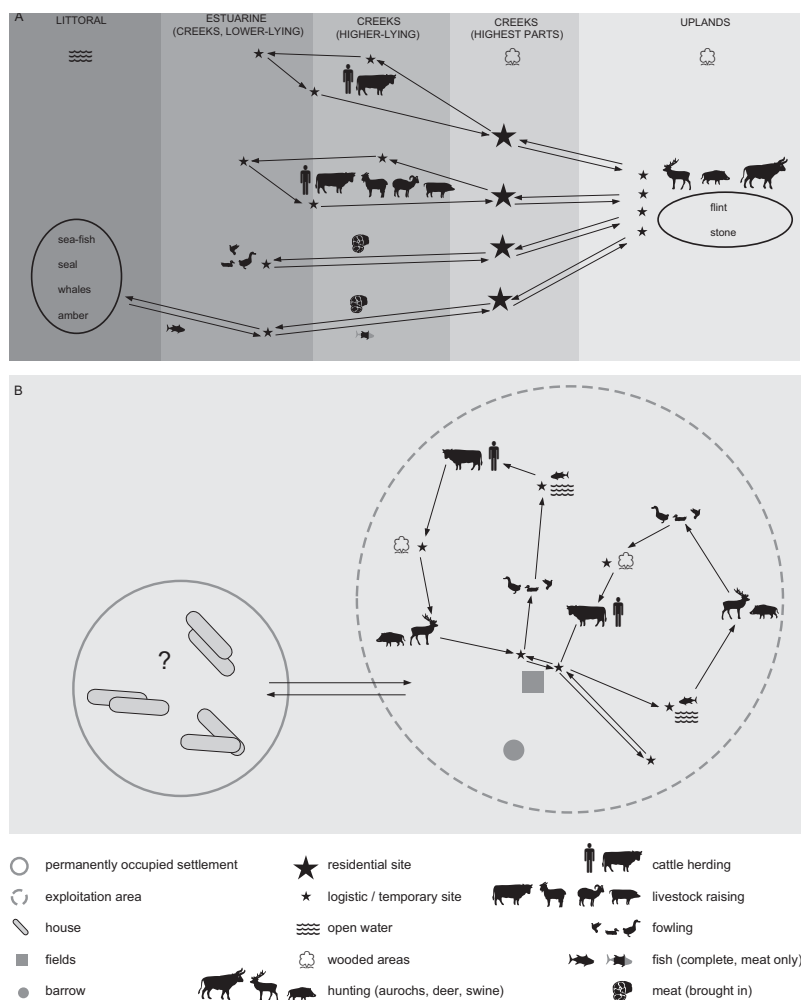 A
LITTORAL
ESTUARINE
(CREEKS, LOWER-LYING)
CREEKS
(HIGHER-LYING)
CREEKS
(HIGHEST PARTS)
UPLANDS
flint
stone
sea-fish
seal
whales
amber
B
?
permanently occupied settlement
exploitation area
house
fields
barrow
residential site
logistic / temporary site
open water
wooded areas
hunting (aurochs, deer, swine)
cattle herding
livestock raising
fowling
fish (complete, meat only)
meat (brought in)